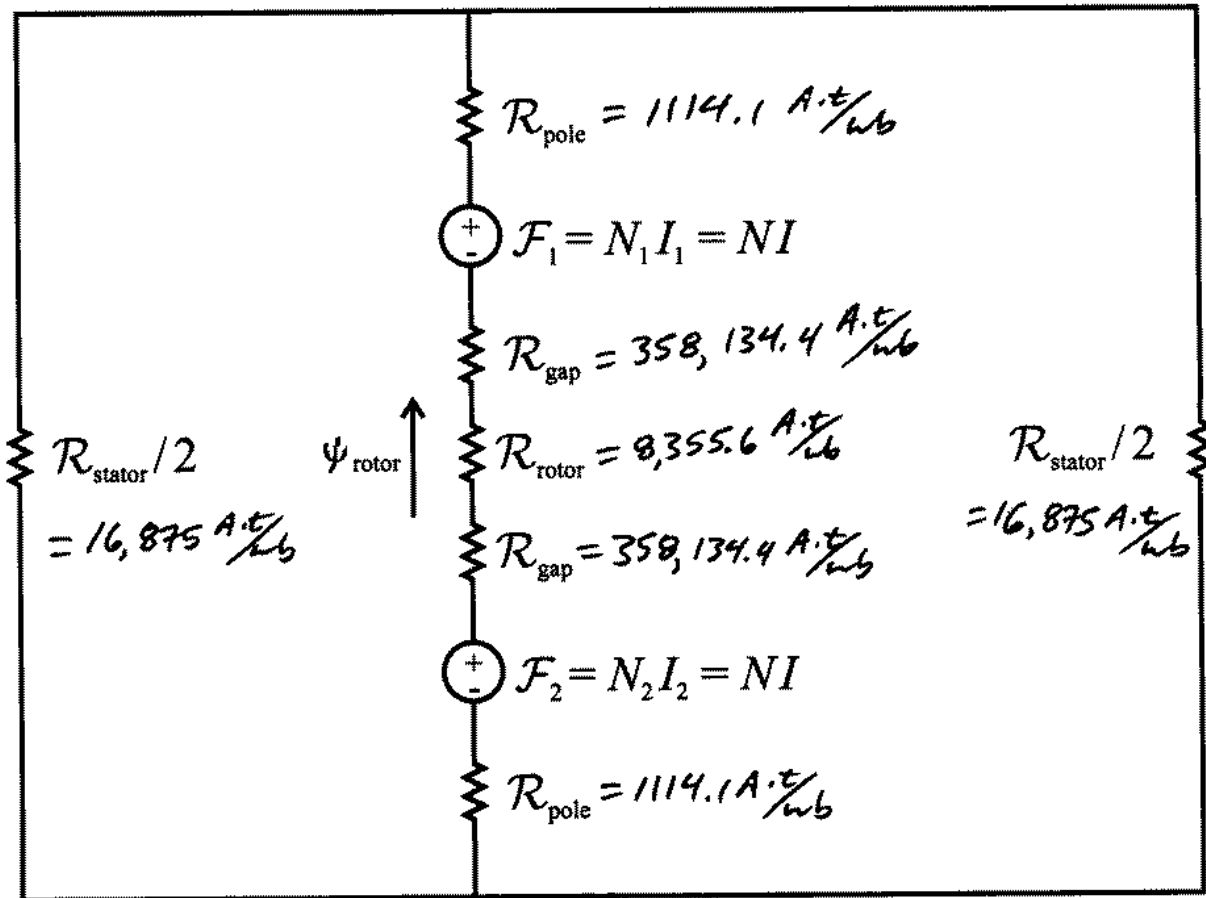 R_pole = 1114.1 A.t/wb
+
-
F_1 = N_1 I_1 = NI
R_gap = 358,134.4 A.t/wb
R_stator/2
= 16,875 A.t/wb
ψ_rotor
R_rotor = 8,355.6 A.t/wb
R_stator/2
= 16,875 A.t/wb
R_gap = 358,134.4 A.t/wb
+
-
F_2 = N_2 I_2 = NI
R_pole = 1114.1 A.t/wb